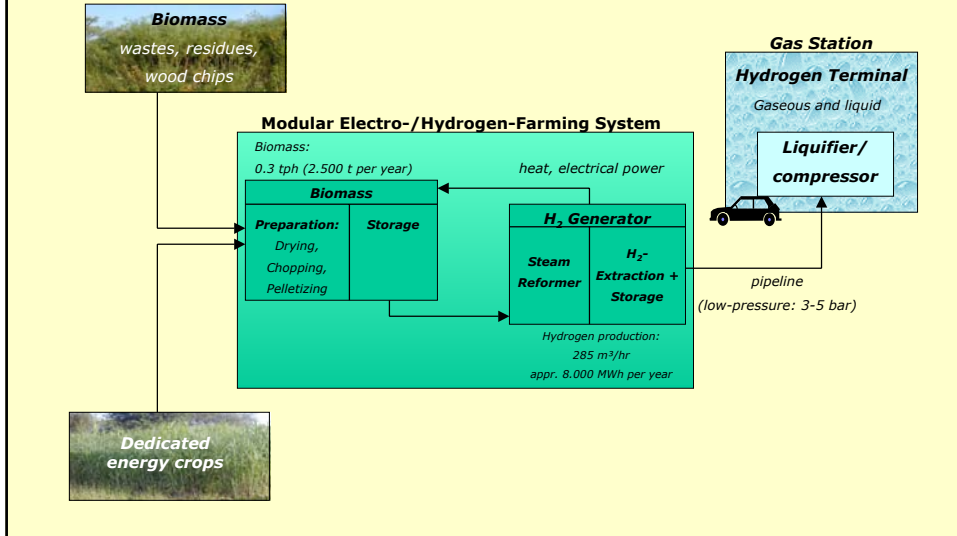 Biomass
wastes, residues,
wood chips
Gas Station
Hydrogen Terminal
Gaseous and liquid
Liquifier/
compressor
Modular Electro-/Hydrogen-Farming System
Biomass:
0.3 tph (2.500 t per year)
heat, electrical power
Biomass
Preparation:
Drying,
Chopping,
Pelletizing
Storage
H₂ Generator
Steam
Reformer
H₂-
Extraction +
Storage
pipeline
(low-pressure: 3-5 bar)
Hydrogen production:
285 m³/hr
appr. 8.000 MWh per year
Dedicated
energy crops